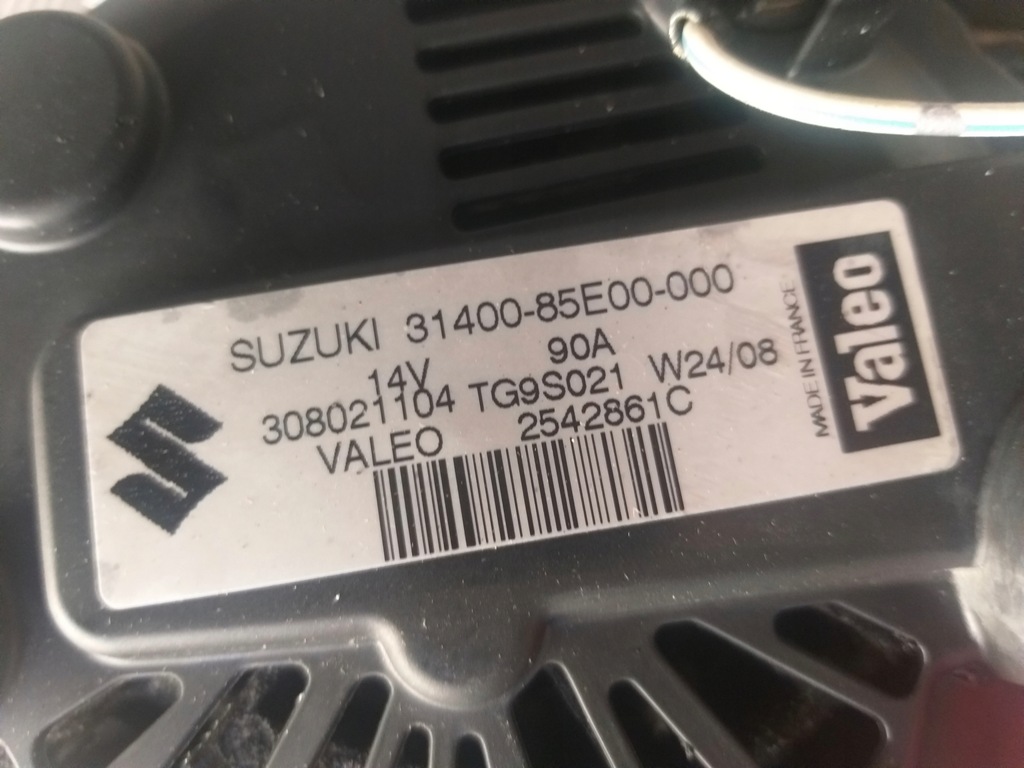 SUZUKI 31400-85E00-000
14V 90A
308021104 TG9S021 W24/08
VALEO 2542861C
MADE IN FRANCE
Valeo